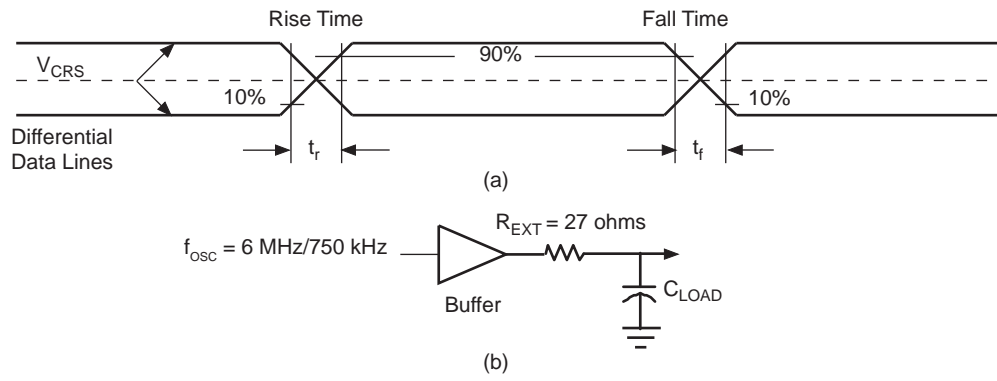 Rise Time
Fall Time
V_CRS
90%
10%
10%
Differential
Data Lines
t_r
t_f
(a)
R_EXT = 27 ohms
f_OSC = 6 MHz/750 kHz
C_LOAD
Buffer
(b)